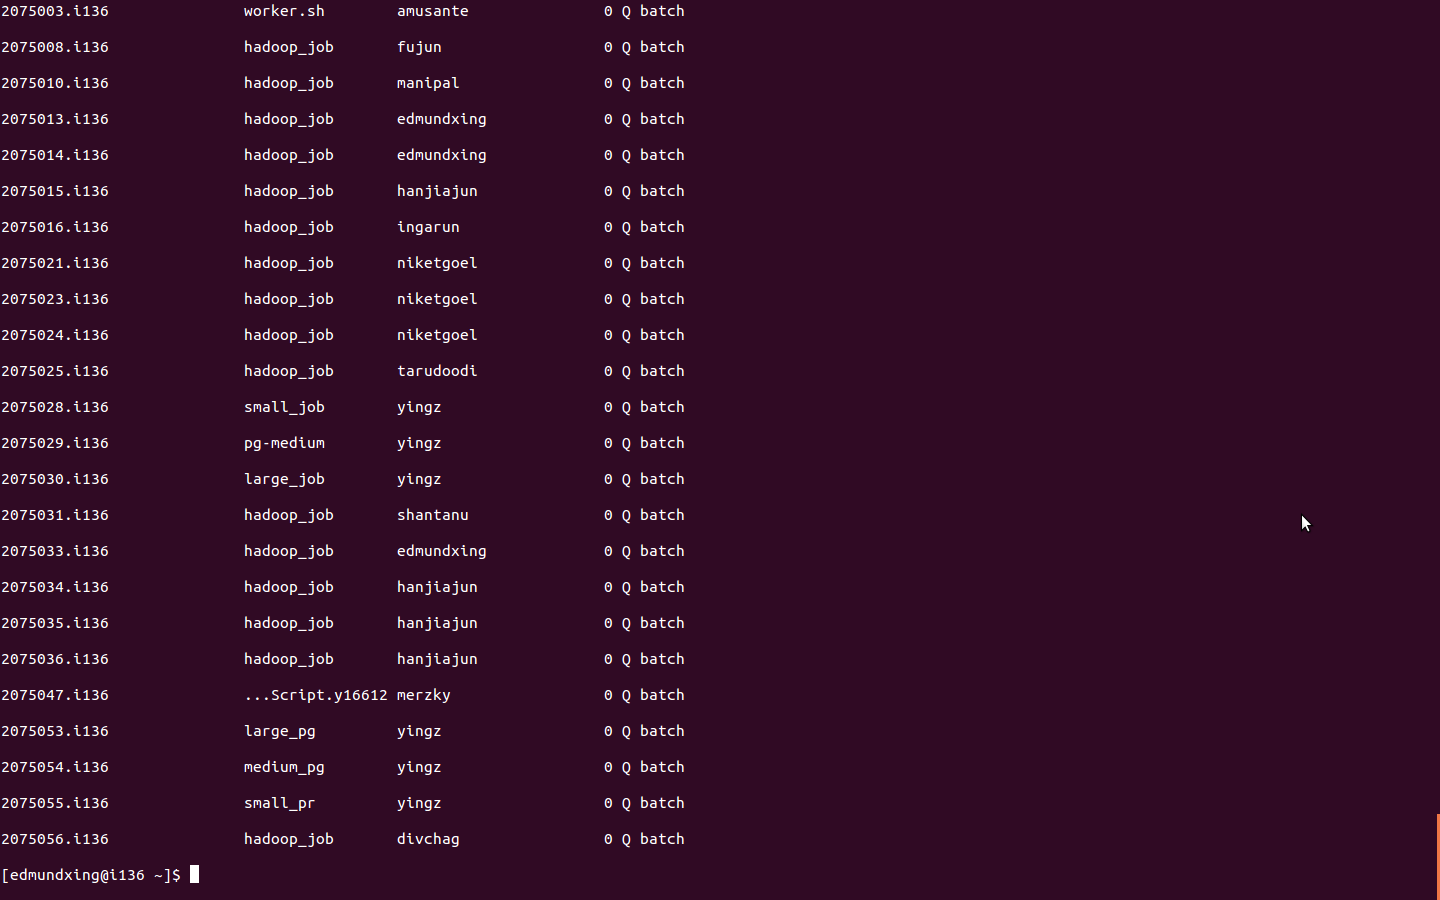 2075003.i136 worker.sh amusante 0 Q batch
2075008.i136 hadoop_job fujun 0 Q batch
2075010.i136 hadoop_job manipal 0 Q batch
2075013.i136 hadoop_job edmundxing 0 Q batch
2075014.i136 hadoop_job edmundxing 0 Q batch
2075015.i136 hadoop_job hanjiajun 0 Q batch
2075016.i136 hadoop_job ingarun 0 Q batch
2075021.i136 hadoop_job niketgoel 0 Q batch
2075023.i136 hadoop_job niketgoel 0 Q batch
2075024.i136 hadoop_job niketgoel 0 Q batch
2075025.i136 hadoop_job tarudoodi 0 Q batch
2075028.i136 small_job yingz 0 Q batch
2075029.i136 pg-medium yingz 0 Q batch
2075030.i136 large_job yingz 0 Q batch
2075031.i136 hadoop_job shantanu 0 Q batch
2075033.i136 hadoop_job edmundxing 0 Q batch
2075034.i136 hadoop_job hanjiajun 0 Q batch
2075035.i136 hadoop_job hanjiajun 0 Q batch
2075036.i136 hadoop_job hanjiajun 0 Q batch
2075047.i136 ...Script.y16612 merzky 0 Q batch
2075053.i136 large_pg yingz 0 Q batch
2075054.i136 medium_pg yingz 0 Q batch
2075055.i136 small_pr yingz 0 Q batch
2075056.i136 hadoop_job divchag 0 Q batch
[edmundxing@i136 ~]$